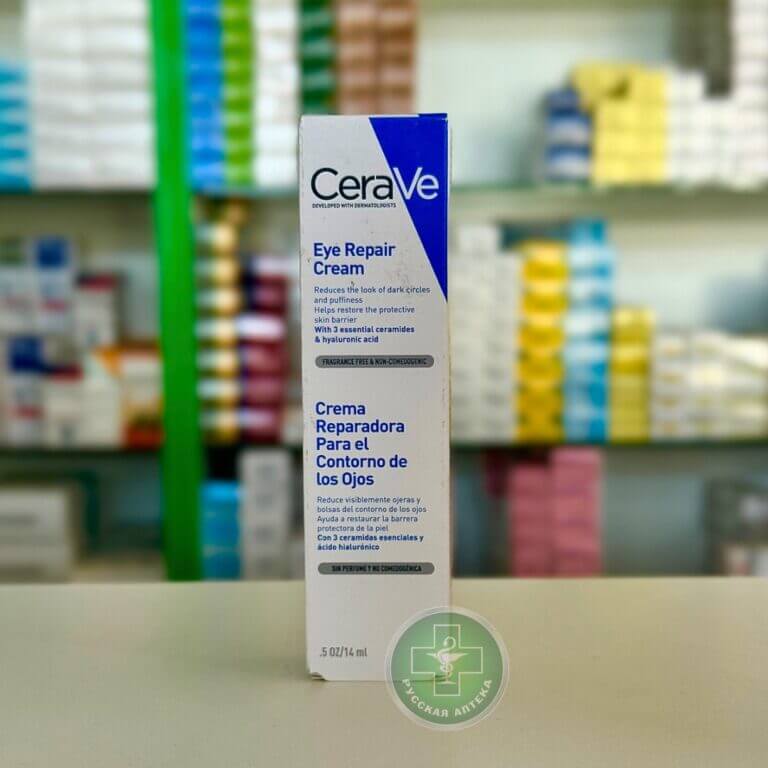 CeraVe
DEVELOPED WITH DERMATOLOGISTS
Eye Repair
Cream
Reduces the look of dark circles
and puffiness
Helps restore the protective
skin barrier
With 3 essential ceramides
& hyaluronic acid
FRAGRANCE FREE & NON-COMEDOGENIC
Crema
Reparadora
Para el
Contorno de
los Ojos
Reduce visiblemente ojeras y
bolsas del contorno de los ojos
Ayuda a restaurar la barrera
protectora de la piel
Con 3 ceramidas esenciales y
ácido hialurónico
SIN PERFUME Y NO COMEDOGÉNICA
.5 OZ/14 ml
РУССКАЯ АПТЕКА